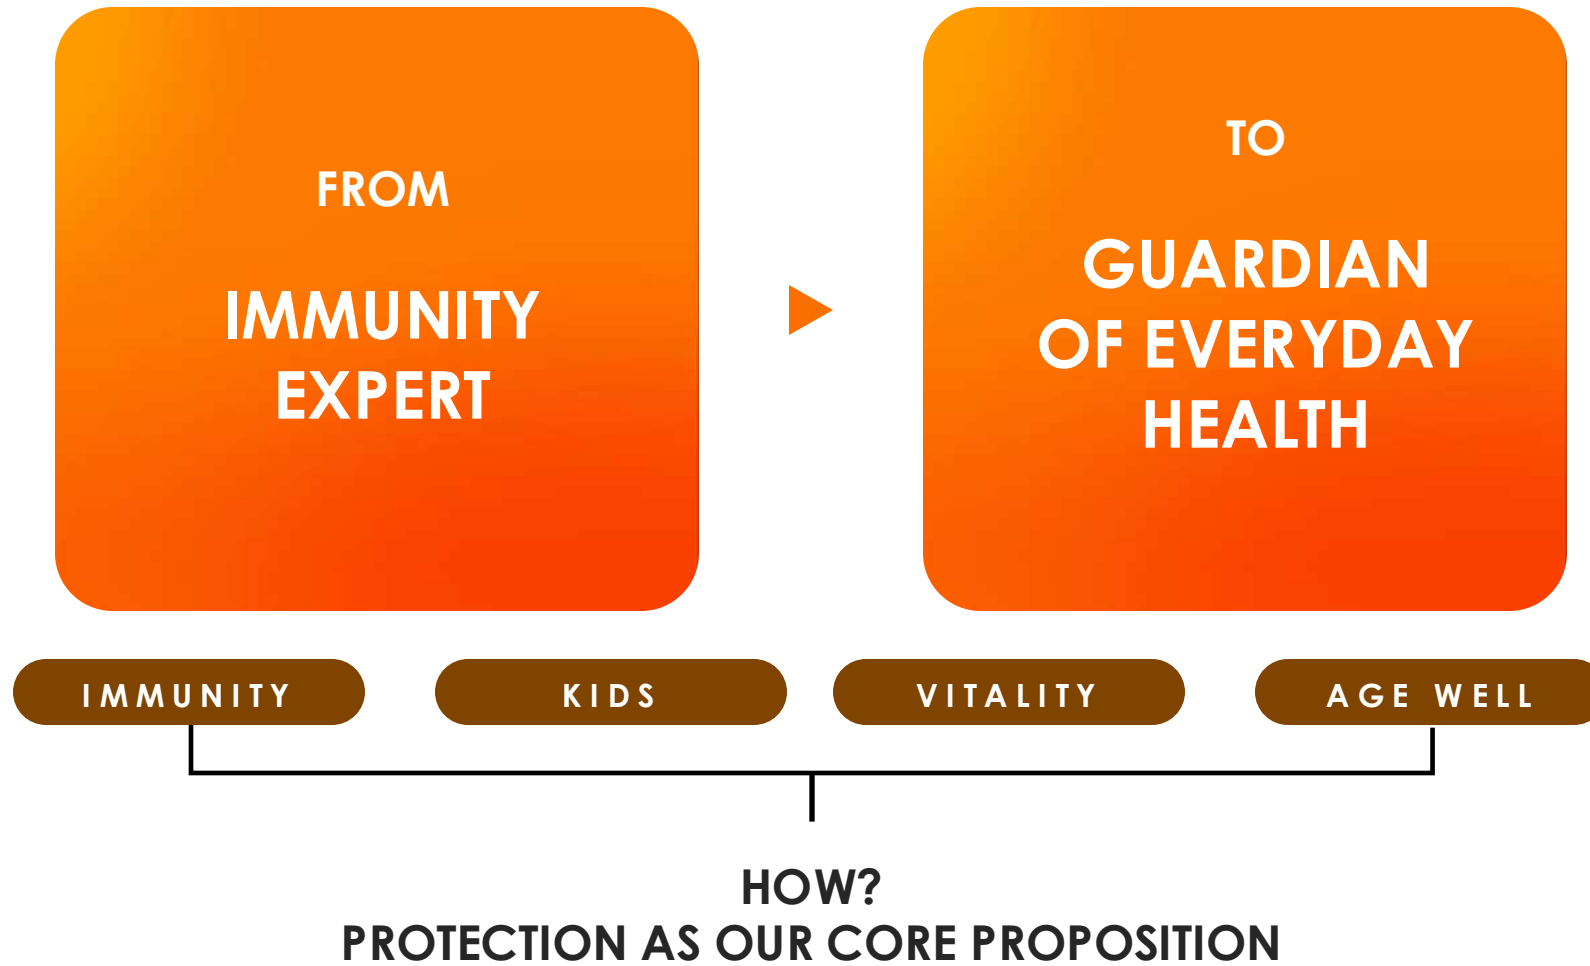 FROM
IMMUNITY
EXPERT
TO
GUARDIAN
OF EVERYDAY
HEALTH
IMMUNITY
KIDS
VITALITY
AGE WELL
HOW?
PROTECTION AS OUR CORE PROPOSITION